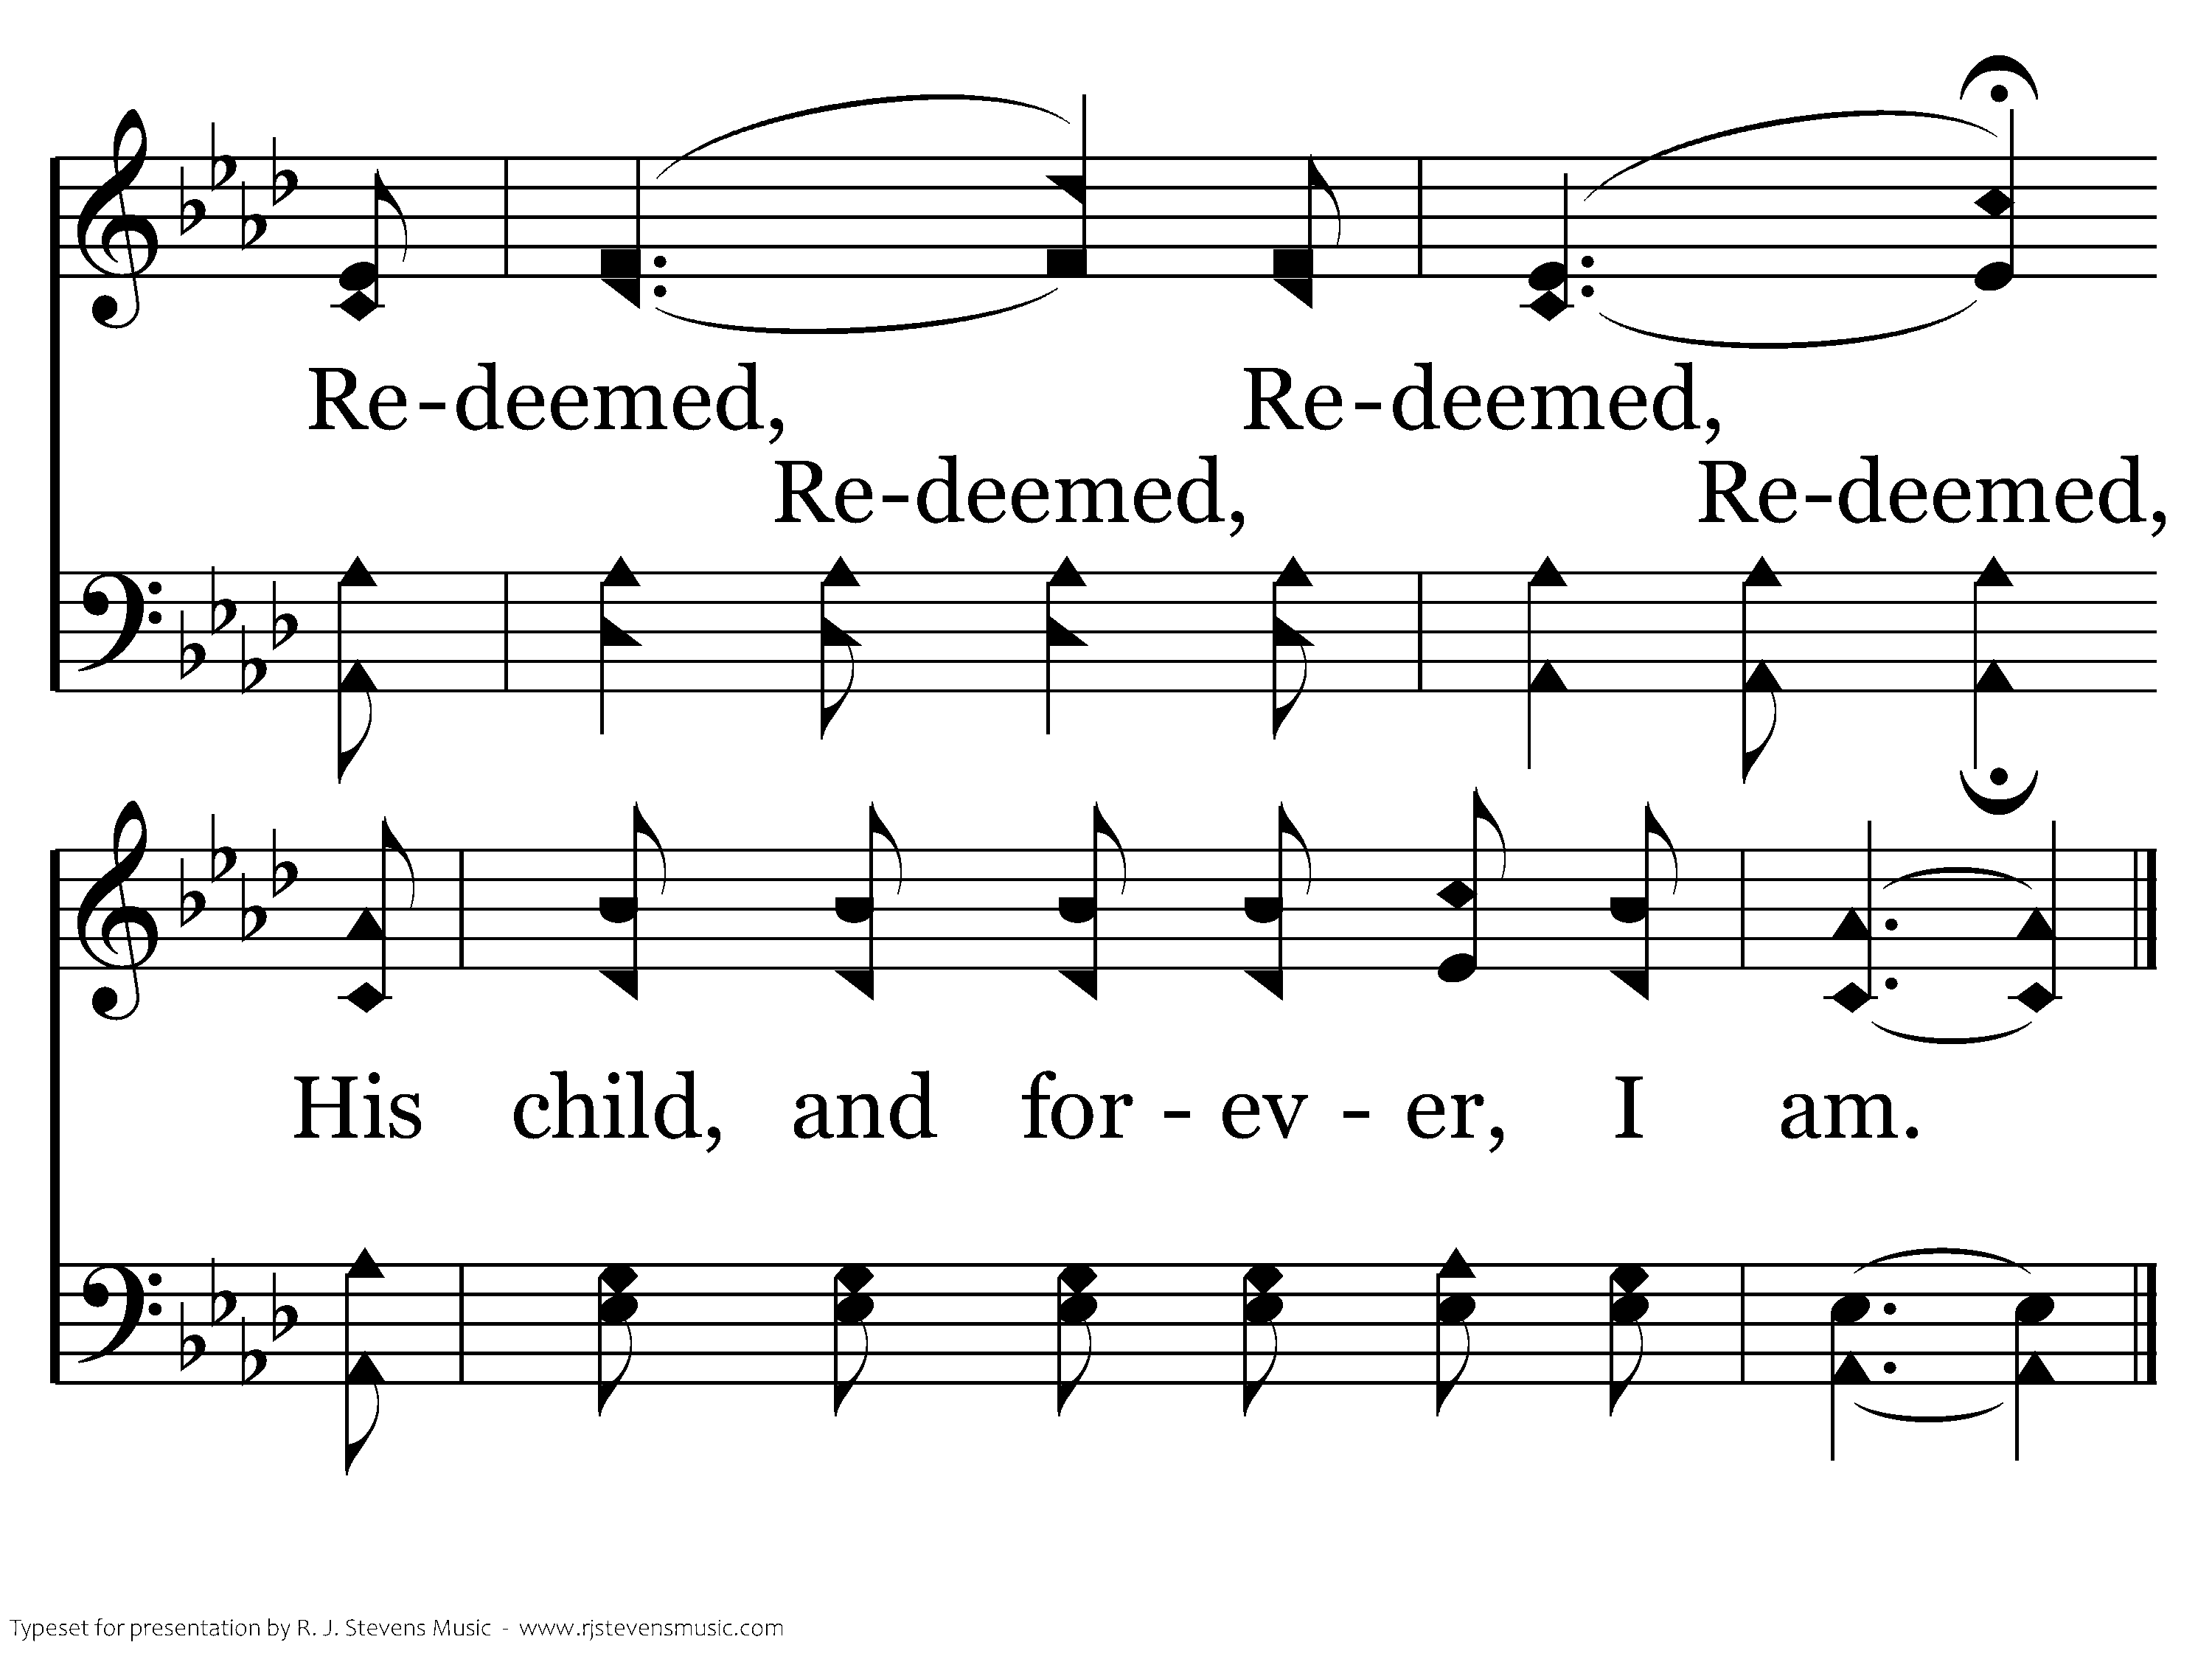 Re-deemed, Re-deemed,
Re-deemed, Re-deemed,
His child, and for - ev - er, I am.
Typeset for presentation by R. J. Stevens Music - www.rjstevensmusic.com